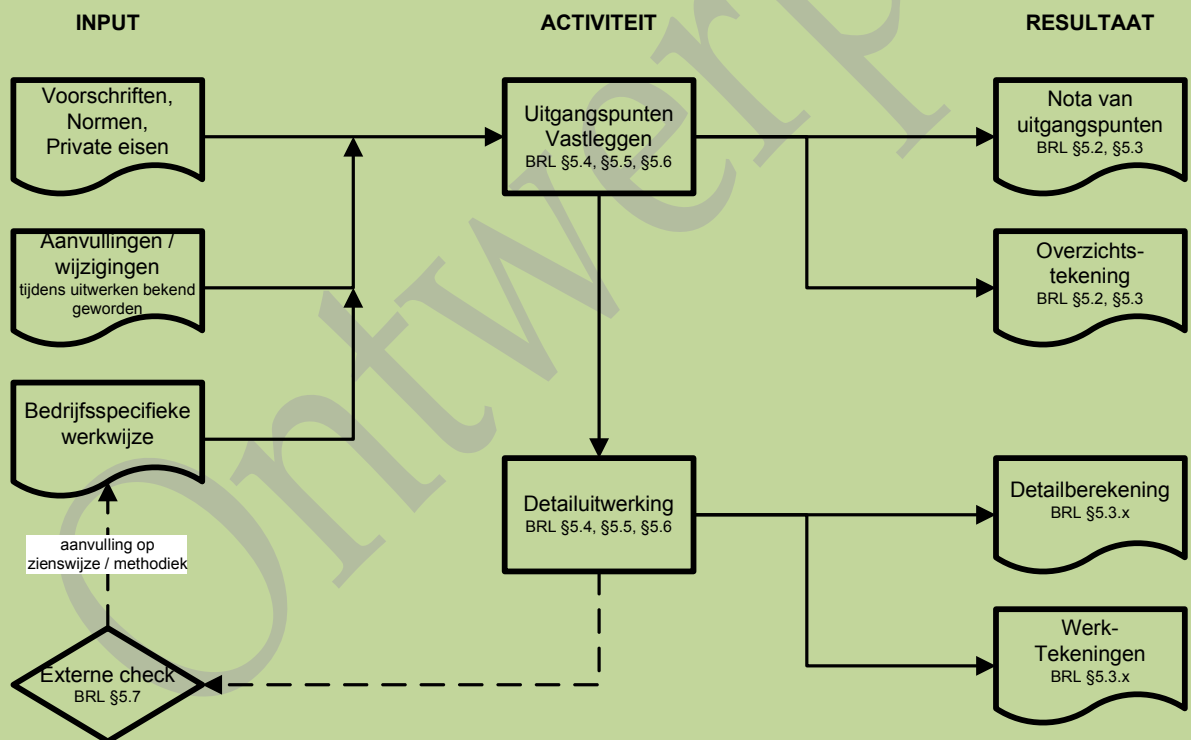 INPUT
ACTIVITEIT
RESULTAAT
Voorschriften,
Normen,
Private eisen
Uitgangspunten
Vastleggen
BRL §5.4, §5.5, §5.6
Nota van
uitgangspunten
BRL §5.2, §5.3
Aanvullingen /
wijzigingen
tijdens uitwerken bekend
geworden
Overzichts-
tekening
BRL §5.2, §5.3
Bedrijfsspecifieke
werkwijze
Detailuitwerking
BRL §5.4, §5.5, §5.6
Detailberekening
BRL §5.3.x
aanvulling op
zienswijze / methodiek
Werk-
Tekeningen
BRL §5.3.x
Externe check
BRL §5.7
Ontwerp